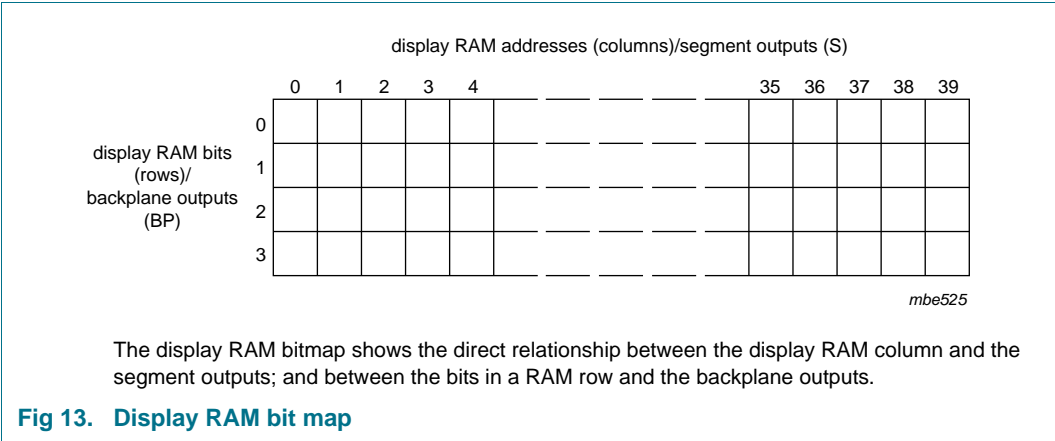 display RAM addresses (columns)/segment outputs (S)
0 1 2 3 4 35 36 37 38 39
0
display RAM bits
(rows)/
1
backplane outputs
2
(BP)
3
mbe525
The display RAM bitmap shows the direct relationship between the display RAM column and the
segment outputs; and between the bits in a RAM row and the backplane outputs.
Fig 13. Display RAM bit map